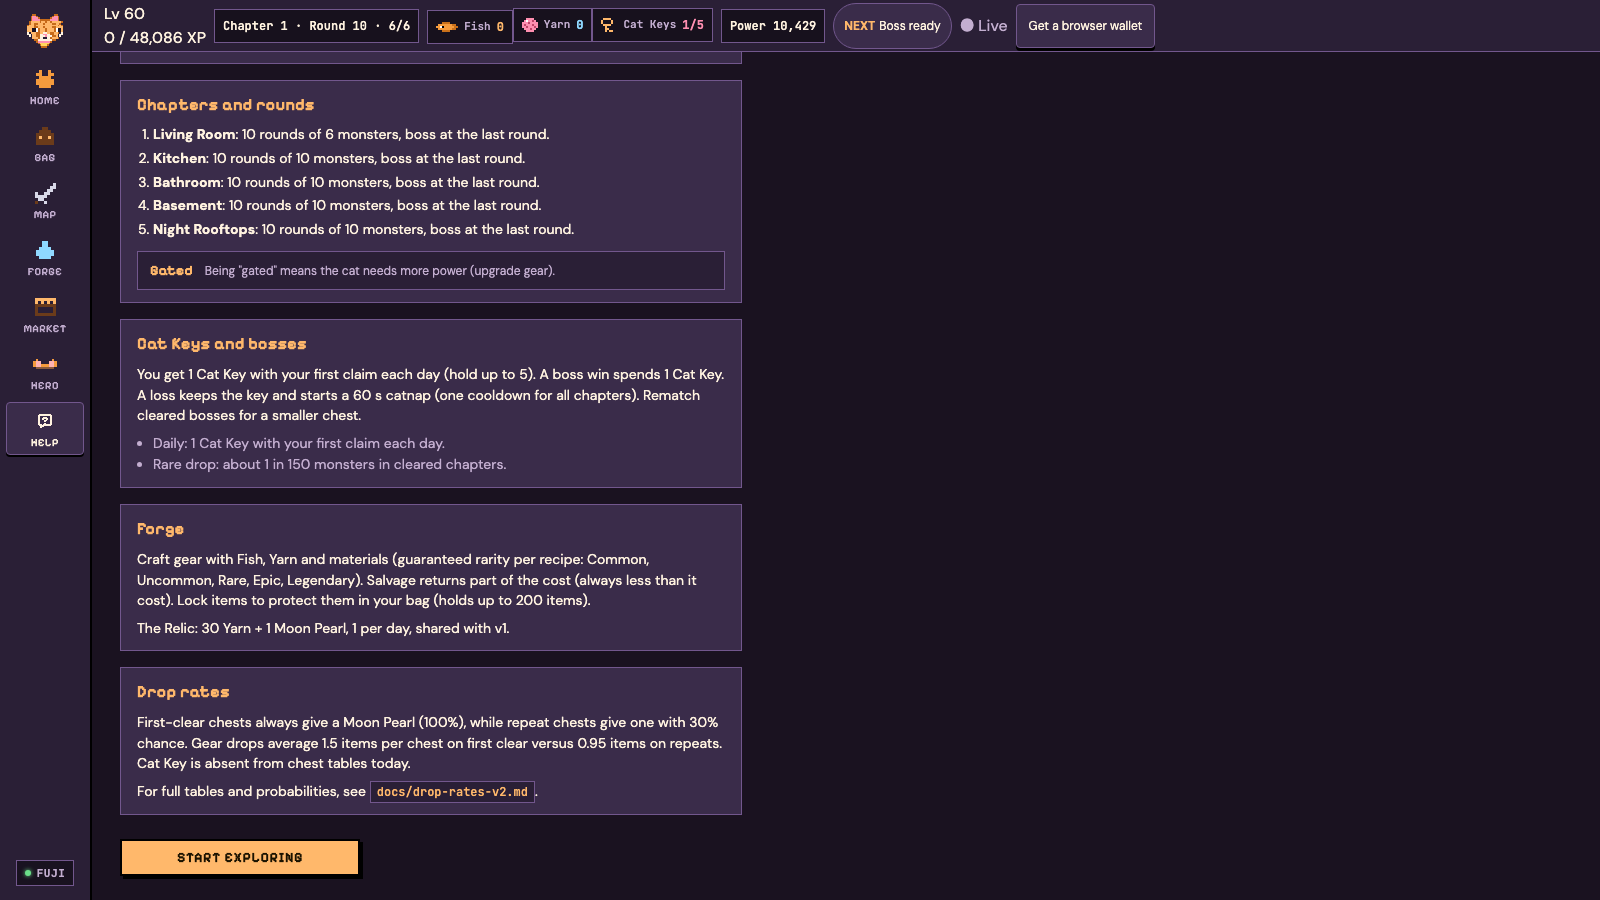 Lv 60
0 / 48,086 XP
Chapter 1 · Round 10 · 6/6
Fish 0
Yarn 0
Cat Keys 1/5
Power 10,429
NEXT Boss ready
Live
Get a browser wallet
HOME
BAG
MAP
FORGE
MARKET
HERO
HELP
FUJI
Chapters and rounds
1. Living Room: 10 rounds of 6 monsters, boss at the last round.
2. Kitchen: 10 rounds of 10 monsters, boss at the last round.
3. Bathroom: 10 rounds of 10 monsters, boss at the last round.
4. Basement: 10 rounds of 10 monsters, boss at the last round.
5. Night Rooftops: 10 rounds of 10 monsters, boss at the last round.
Gated Being "gated" means the cat needs more power (upgrade gear).
Cat Keys and bosses
You get 1 Cat Key with your first claim each day (hold up to 5). A boss win spends 1 Cat Key.
A loss keeps the key and starts a 60 s catnap (one cooldown for all chapters). Rematch
cleared bosses for a smaller chest.
• Daily: 1 Cat Key with your first claim each day.
• Rare drop: about 1 in 150 monsters in cleared chapters.
Forge
Craft gear with Fish, Yarn and materials (guaranteed rarity per recipe: Common,
Uncommon, Rare, Epic, Legendary). Salvage returns part of the cost (always less than it
cost). Lock items to protect them in your bag (holds up to 200 items).
The Relic: 30 Yarn + 1 Moon Pearl, 1 per day, shared with v1.
Drop rates
First-clear chests always give a Moon Pearl (100%), while repeat chests give one with 30%
chance. Gear drops average 1.5 items per chest on first clear versus 0.95 items on repeats.
Cat Key is absent from chest tables today.
For full tables and probabilities, see docs/drop-rates-v2.md.
START EXPLORING